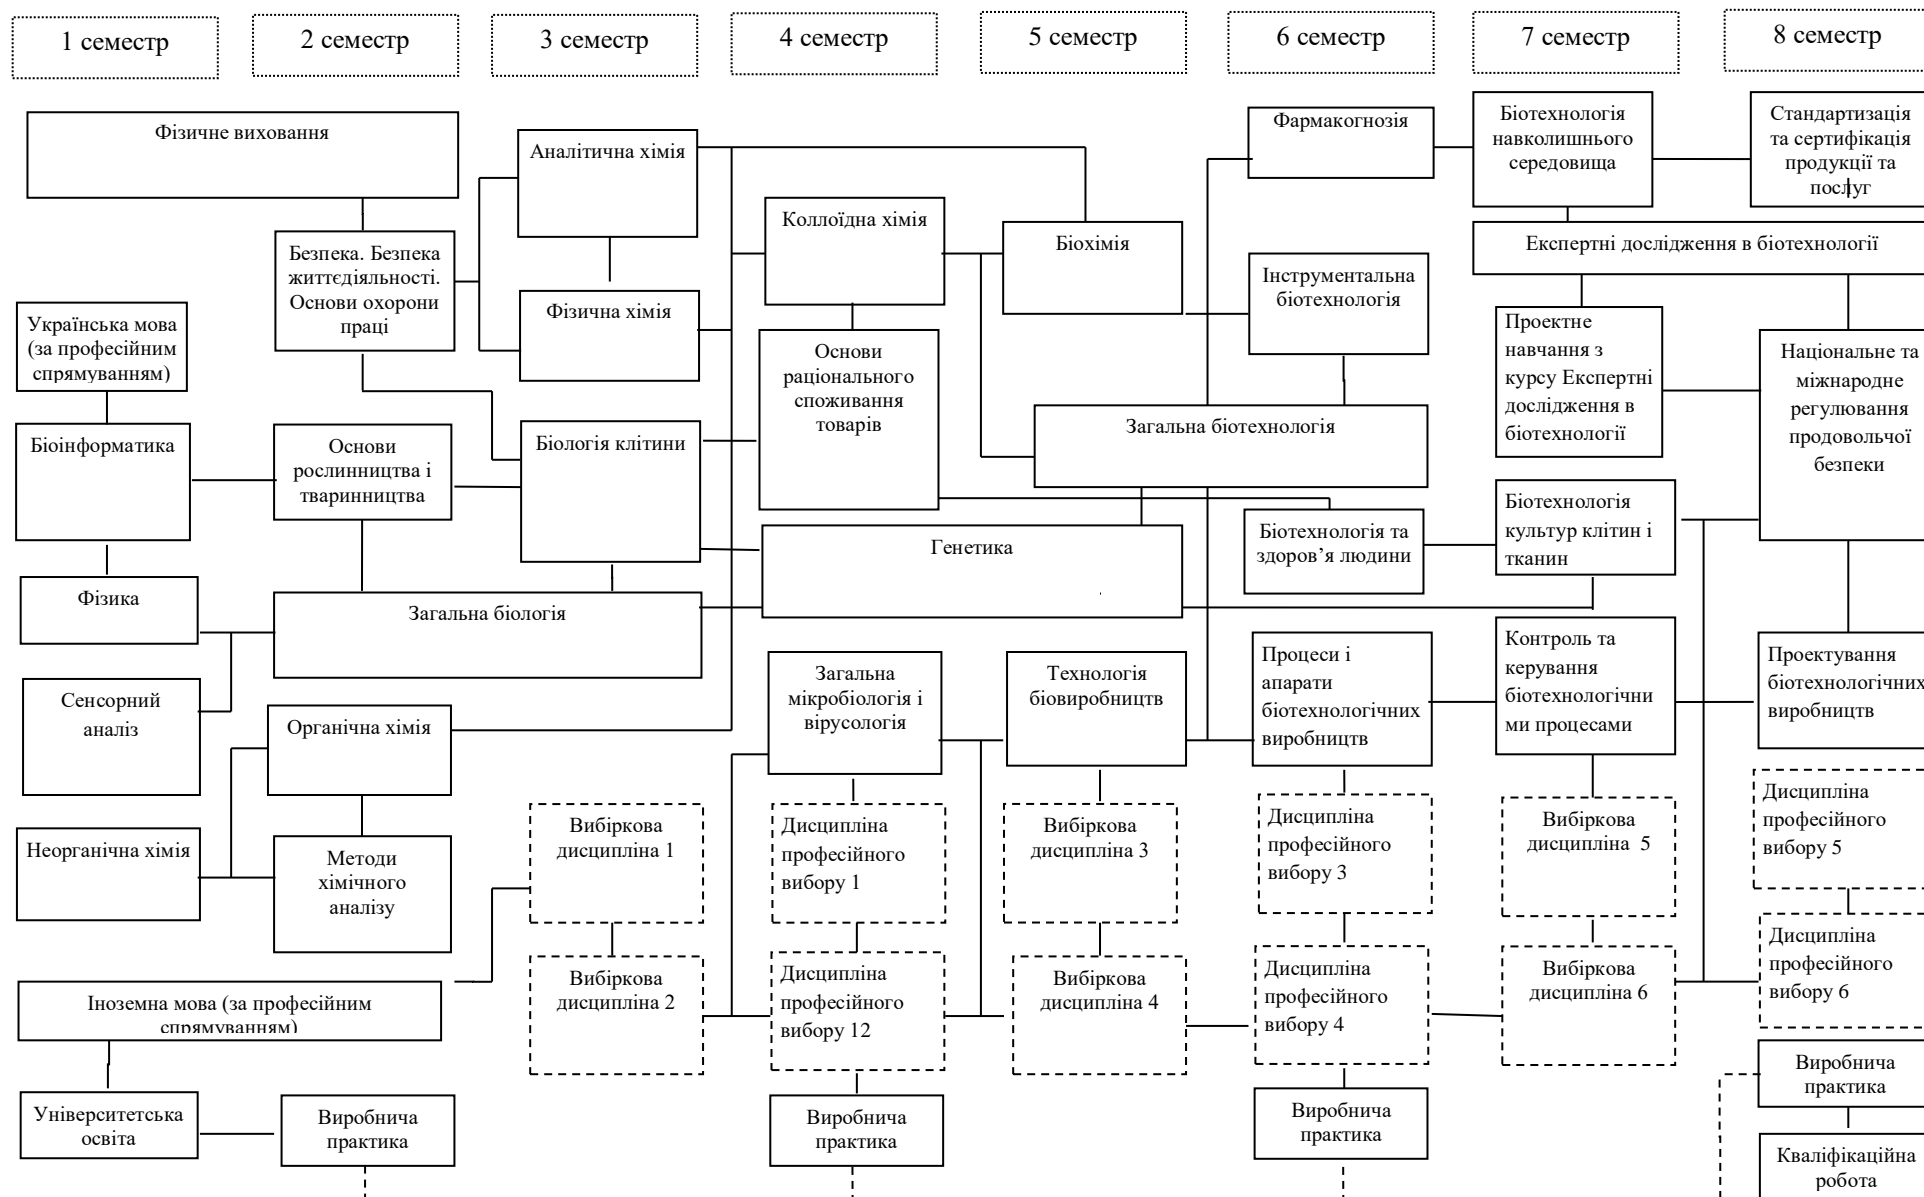 1 семестр
2 семестр
3 семестр
4 семестр
5 семестр
6 семестр
7 семестр
8 семестр
Фізичне виховання
Аналітична хімія
Фармакогнозія
Біотехнологія
навколишнього
середовища
Стандартизація
та сертифікація
продукції та
послуг
Безпека. Безпека
життєдіяльності.
Основи охорони
праці
Коллоїдна хімія
Біохімія
Експертні дослідження в біотехнології
Інструментальна
біотехнологія
Українська мова
(за професійним
спрямуванням)
Фізична хімія
Основи
раціонального
споживання
товарів
Проектне
навчання з
курсу Експертні
дослідження в
біотехнології
Національне та
міжнародне
регулювання
продовольчої
безпеки
Біоінформатика
Основи
рослинництва і
тваринництва
Біологія клітини
Загальна біотехнологія
Біотехнологія та
здоров’я людини
Біотехнологія
культур клітин і
тканин
Генетика
Фізика
Загальна біологія
Сенсорний
аналіз
Органічна хімія
Загальна
мікробіологія і
вірусологія
Технологія
біовиробництв
Процеси і
апарати
біотехнологічних
виробництв
Контроль та
керування
біотехнологічни
ми процесами
Проектування
біотехнологічних
виробництв
Неорганічна хімія
Методи
хімічного
аналізу
Вибіркова
дисципліна 1
Дисципліна
професійного
вибору 1
Вибіркова
дисципліна 3
Дисципліна
професійного
вибору 3
Вибіркова
дисципліна 5
Дисципліна
професійного
вибору 5
Іноземна мова (за професійним
спрямуванням)
Вибіркова
дисципліна 2
Дисципліна
професійного
вибору 12
Вибіркова
дисципліна 4
Дисципліна
професійного
вибору 4
Вибіркова
дисципліна 6
Дисципліна
професійного
вибору 6
Університетська
освіта
Виробнича
практика
Виробнича
практика
Виробнича
практика
Виробнича
практика
Кваліфікаційна
робота